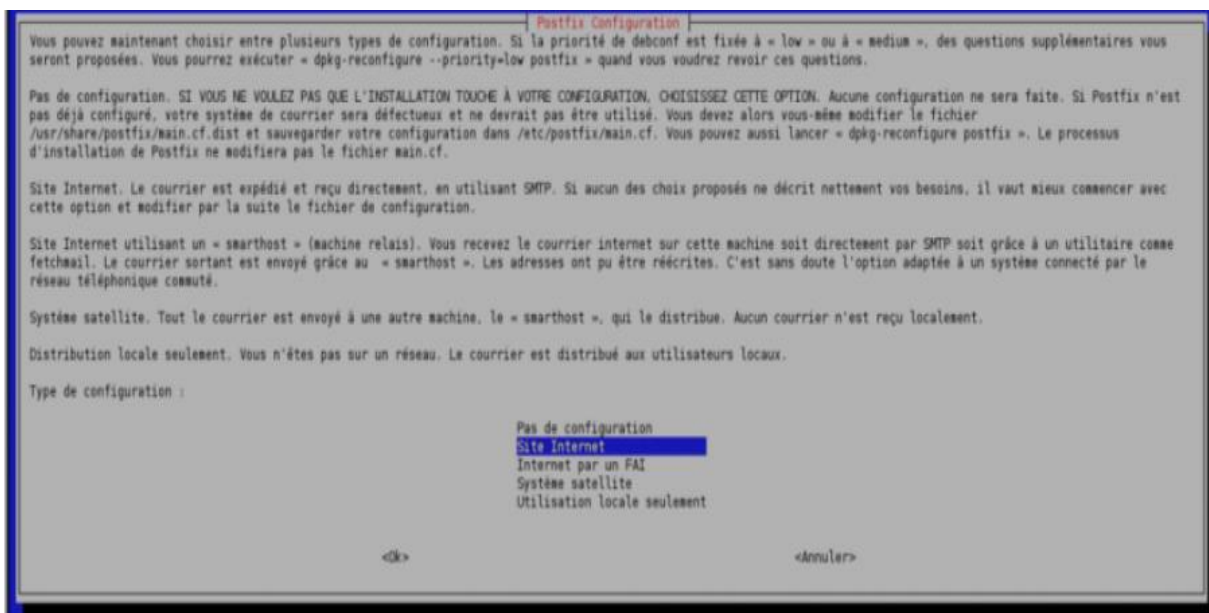 Postfix Configuration
Vous pouvez maintenant choisir entre plusieurs types de configuration. Si la priorité de debconf est fixée à « low » ou à « medium », des questions supplémentaires vous
seront proposées. Vous pourrez exécuter « dpkg-reconfigure --priority=low postfix » quand vous voudrez revoir ces questions.
Pas de configuration. SI VOUS NE VOULEZ PAS QUE L'INSTALLATION TOUCHE À VOTRE CONFIGURATION, CHOISISSEZ CETTE OPTION. Aucune configuration ne sera faite. Si Postfix n'est
pas déjà configuré, votre système de courrier sera défectueux et ne devrait pas être utilisé. Vous devez alors vous-même modifier le fichier
/usr/share/postfix/main.cf.dist et sauvegarder votre configuration dans /etc/postfix/main.cf. Vous pouvez aussi lancer « dpkg-reconfigure postfix ». Le processus
d'installation de Postfix ne modifiera pas le fichier main.cf.
Site Internet. Le courrier est expédié et reçu directement, en utilisant SMTP. Si aucun des choix proposés ne décrit nettement vos besoins, il vaut mieux commencer avec
cette option et modifier par la suite le fichier de configuration.
Site Internet utilisant un « smarthost » (machine relais). Vous recevez le courrier internet sur cette machine soit directement par SMTP soit grâce à un utilitaire comme
fetchmail. Le courrier sortant est envoyé grâce au « smarthost ». Les adresses ont pu être réécrites. C'est sans doute l'option adaptée à un système connecté par le
réseau téléphonique commuté.
Système satellite. Tout le courrier est envoyé à une autre machine, le « smarthost », qui le distribue. Aucun courrier n'est reçu localement.
Distribution locale seulement. Vous n'êtes pas sur un réseau. Le courrier est distribué aux utilisateurs locaux.
Type de configuration :
Pas de configuration
Site Internet
Internet par un FAI
Système satellite
Utilisation locale seulement
<Ok> <Annuler>